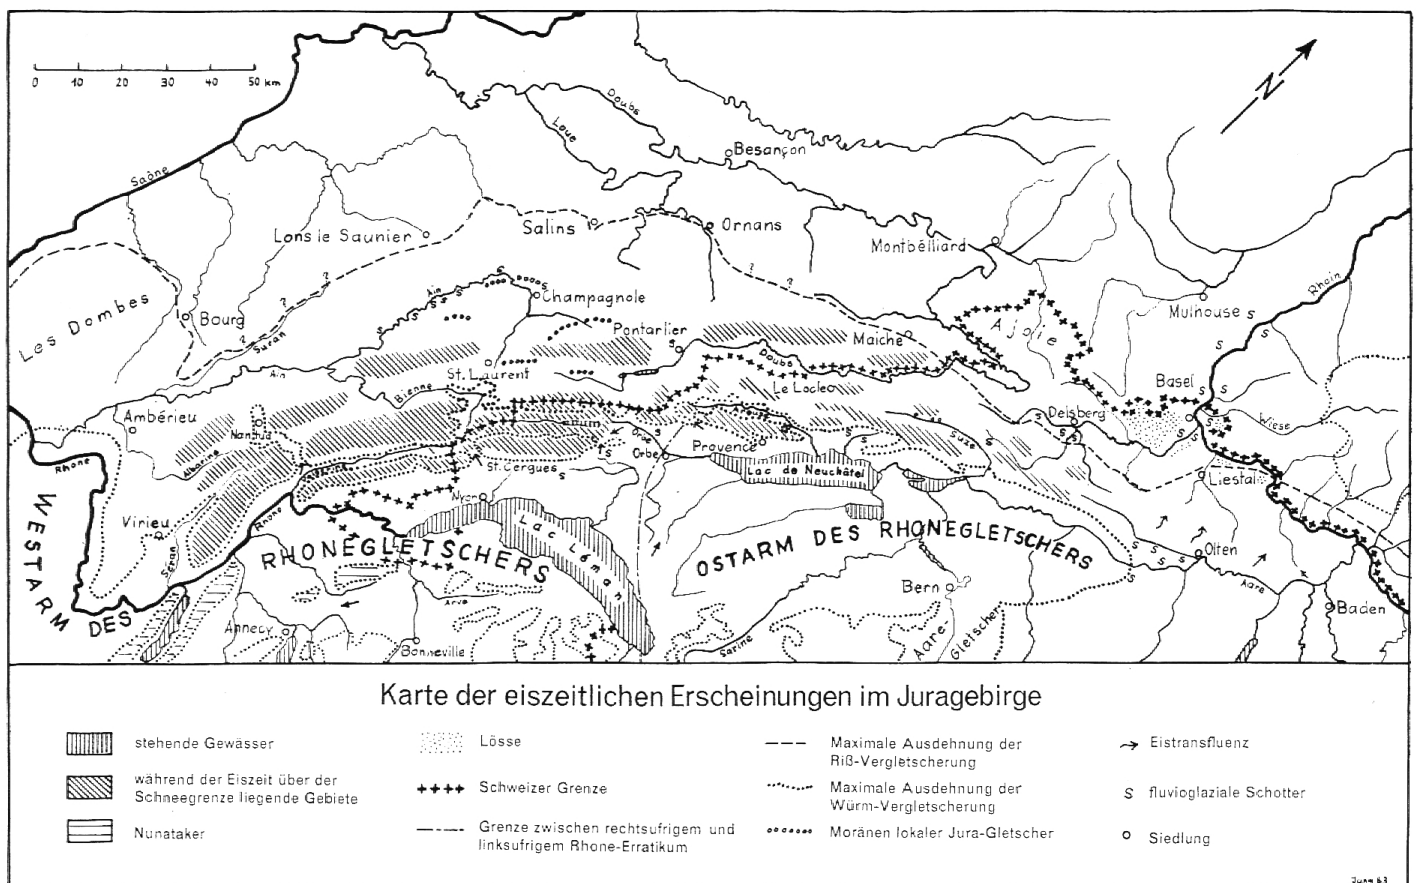 0 10 20 30 40 50 km
N
Doubs
Loue
Besançon
Saône
Lons le Saunier
Salins
Ornans
Montbéliard
Les Dombes
Bourg
Suran
Ain
Champagnole
Pontarlier
Maiche
Ajoie
Mulhouse
Rhein
Ain
St. Laurent
Doubs
Le Locleo
Basel
Bienne
Ambérieu
Nantua
Delsberg
Wiese
Albarine
Orbe
Orbe
Provence
Suze
Rhone
St. Cergues
Lac de Neuchâtel
Liestal
Nyon
Virieu
Séran
Rhone
Lac Léman
WESTARM DES RHONEGLETSCHERS
OSTARM DES RHONEGLETSCHERS
Olten
Aare
Bern
Baden
Arve
Annecy
Bonneville
Sarine
Aare-Gletscher
Karte der eiszeitlichen Erscheinungen im Juragebirge
stehende Gewässer
während der Eiszeit über der
Schneegrenze liegende Gebiete
Nunataker
Lösse
Schweizer Grenze
Grenze zwischen rechtsufrigem und
linksufrigem Rhone-Erratikum
Maximale Ausdehnung der
Riß-Vergletscherung
Maximale Ausdehnung der
Würm-Vergletscherung
Moränen lokaler Jura-Gletscher
Eistransfluenz
S fluvioglaziale Schotter
Siedlung
Jung 63